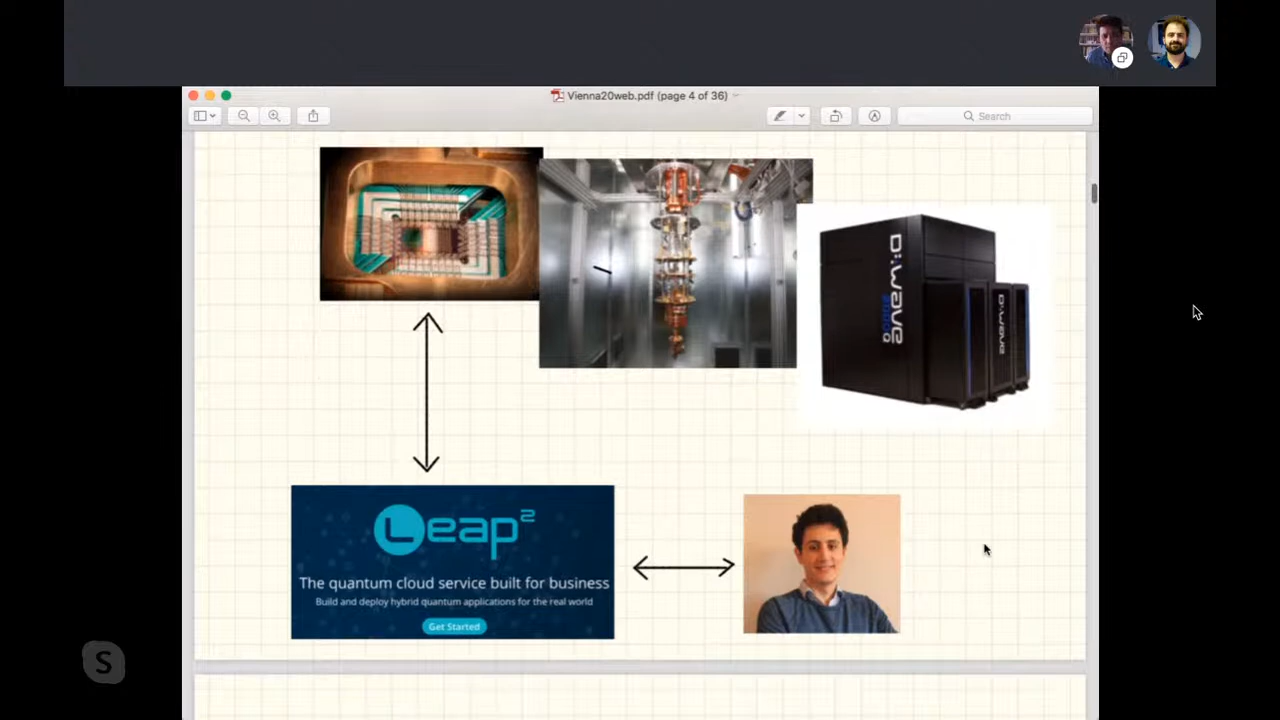 Vienna20web.pdf (page 4 of 36)
Search
D:wave
D:wave
Leap2
The quantum cloud service built for business
Build and deploy hybrid quantum applications for the real world
Get Started
S